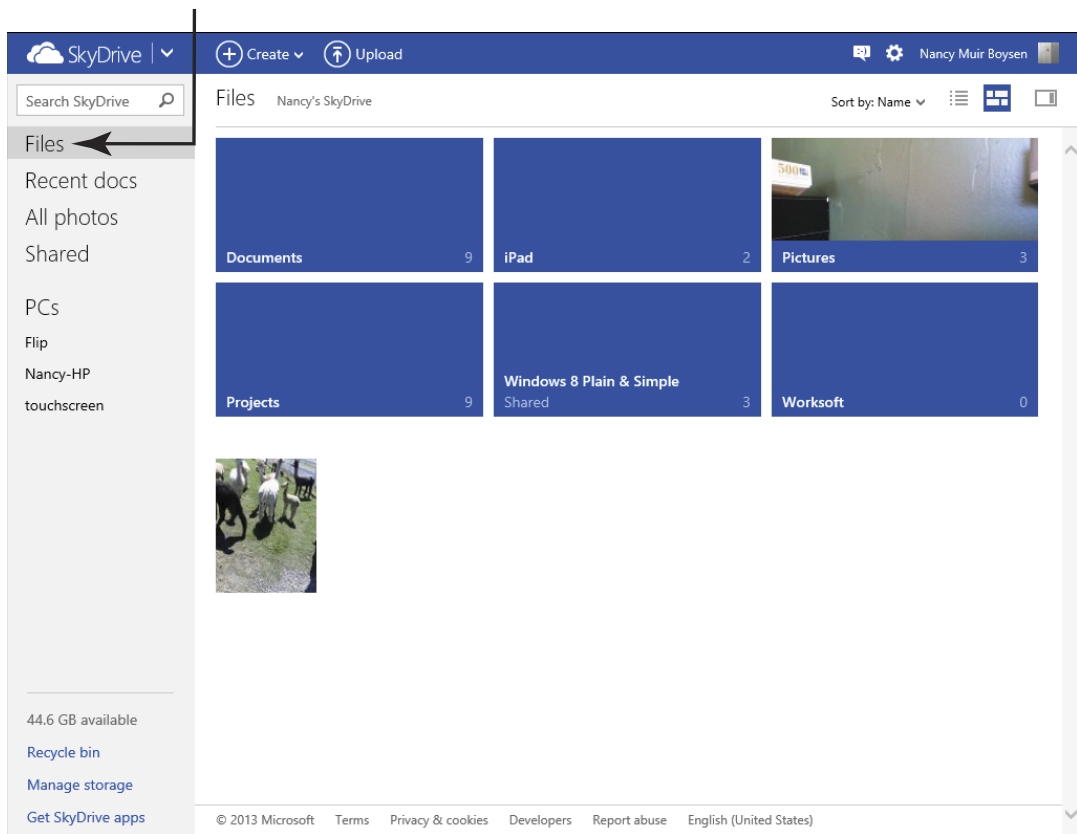 SkyDrive
Create
Upload
Nancy Muir Boysen
Search SkyDrive
Files
Recent docs
All photos
Shared
PCs
Flip
Nancy-HP
touchscreen
44.6 GB available
Recycle bin
Manage storage
Get SkyDrive apps
Files Nancy's SkyDrive
Sort by: Name
500
Documents 9
iPad 2
Pictures 3
Projects 9
Windows 8 Plain & Simple
Shared 3
Worksoft 0
© 2013 Microsoft Terms Privacy & cookies Developers Report abuse English (United States)